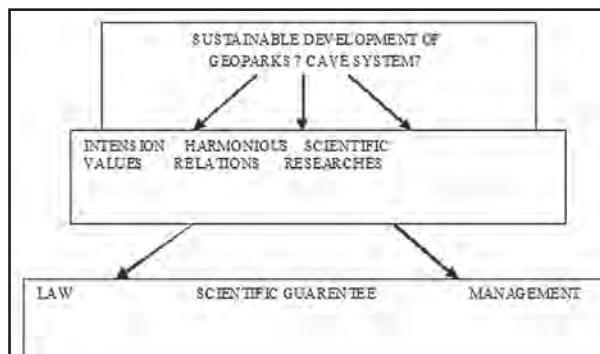 SUSTAINABLE DEVELOPMENT OF
GEOPARKS ? CAVE SYSTEM?
INTENSION HARMONIOUS SCIENTIFIC
VALUES RELATIONS RESEARCHES
LAW SCIENTIFIC GUARENTEE MANAGEMENT